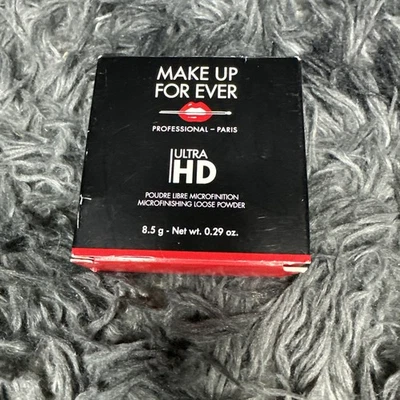 MAKE UP
FOR EVER
PROFESSIONAL – PARIS
ULTRA
HD
POUDRE LIBRE MICROFINITION
MICROFINISHING LOOSE POWDER
8.5 g - Net wt. 0.29 oz.